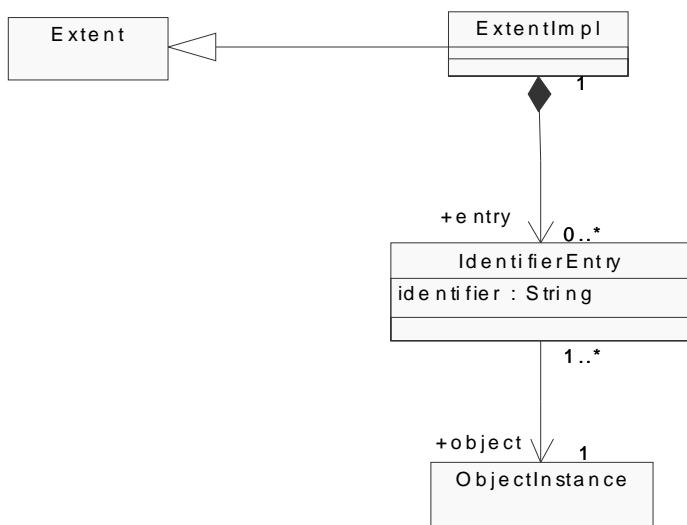 Extent
ExtentImpl
1
+entry
0..*
IdentifierEntry
identifier : String
1..*
+object
1
ObjectInstance